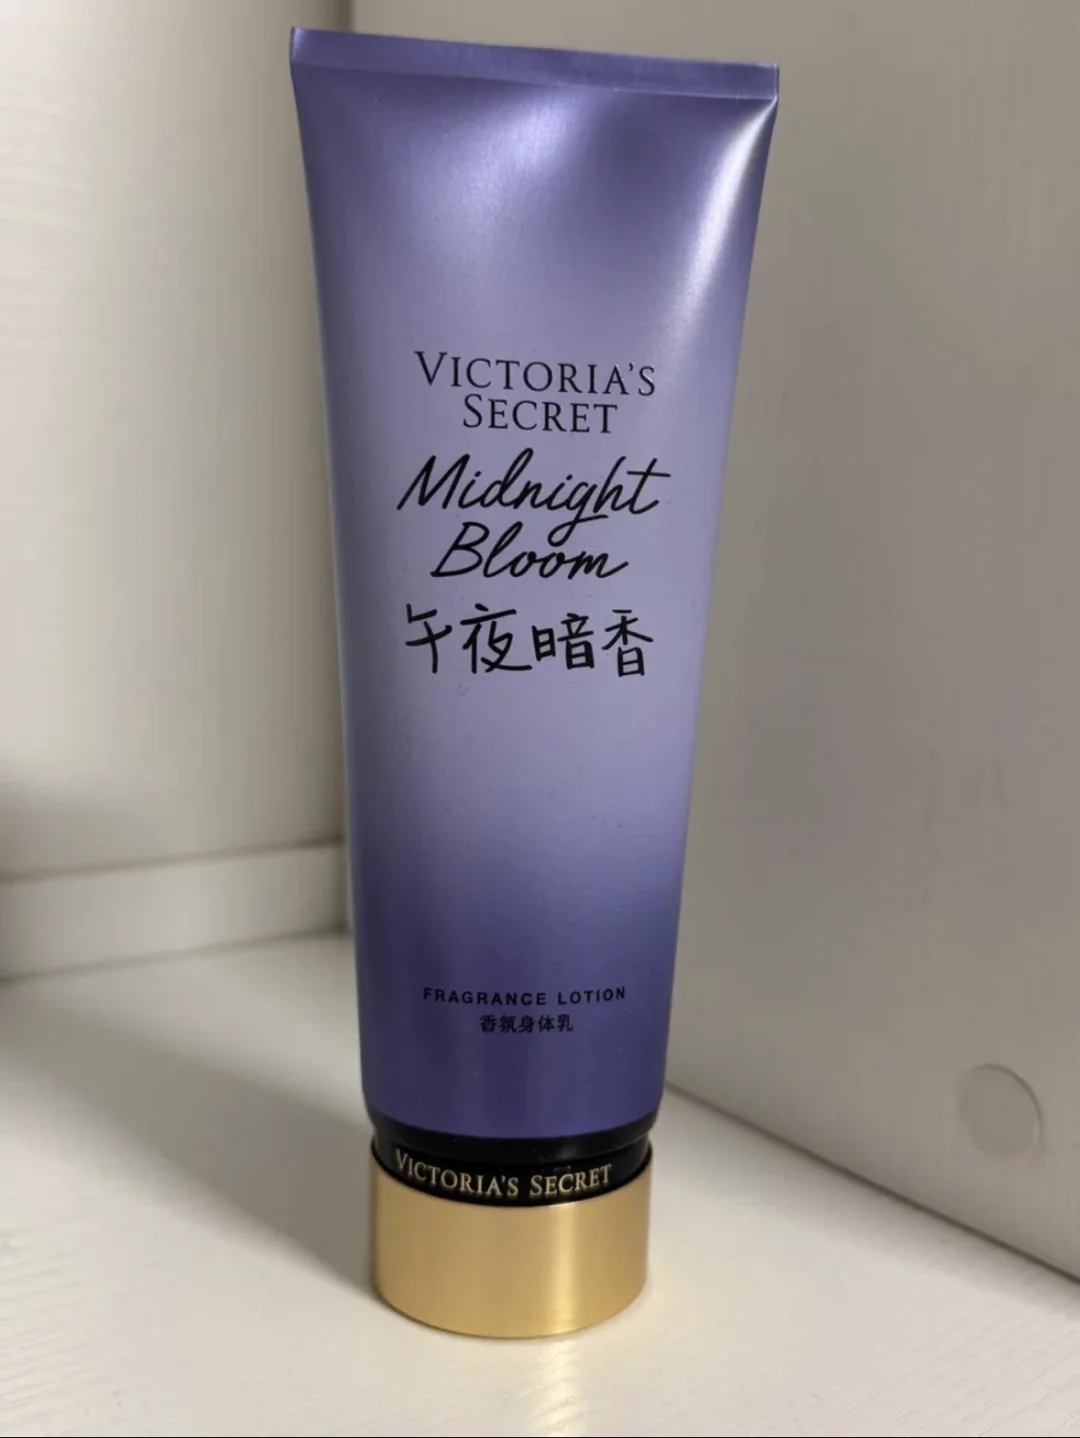 VICTORIA'S
SECRET
Midnight
Bloom
午夜暗香
FRAGRANCE LOTION
香氛身体乳
VICTORIA'S SECRET